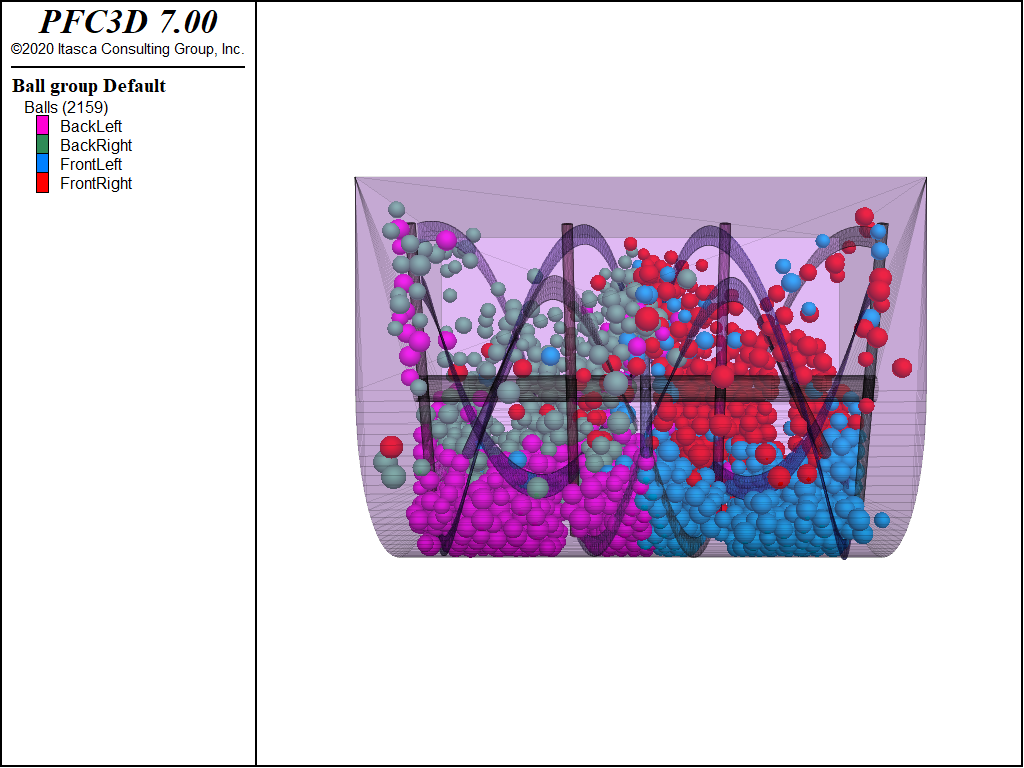 PFC3D 7.00
©2020 Itasca Consulting Group, Inc.
Ball group Default
Balls (2159)
BackLeft
BackRight
FrontLeft
FrontRight